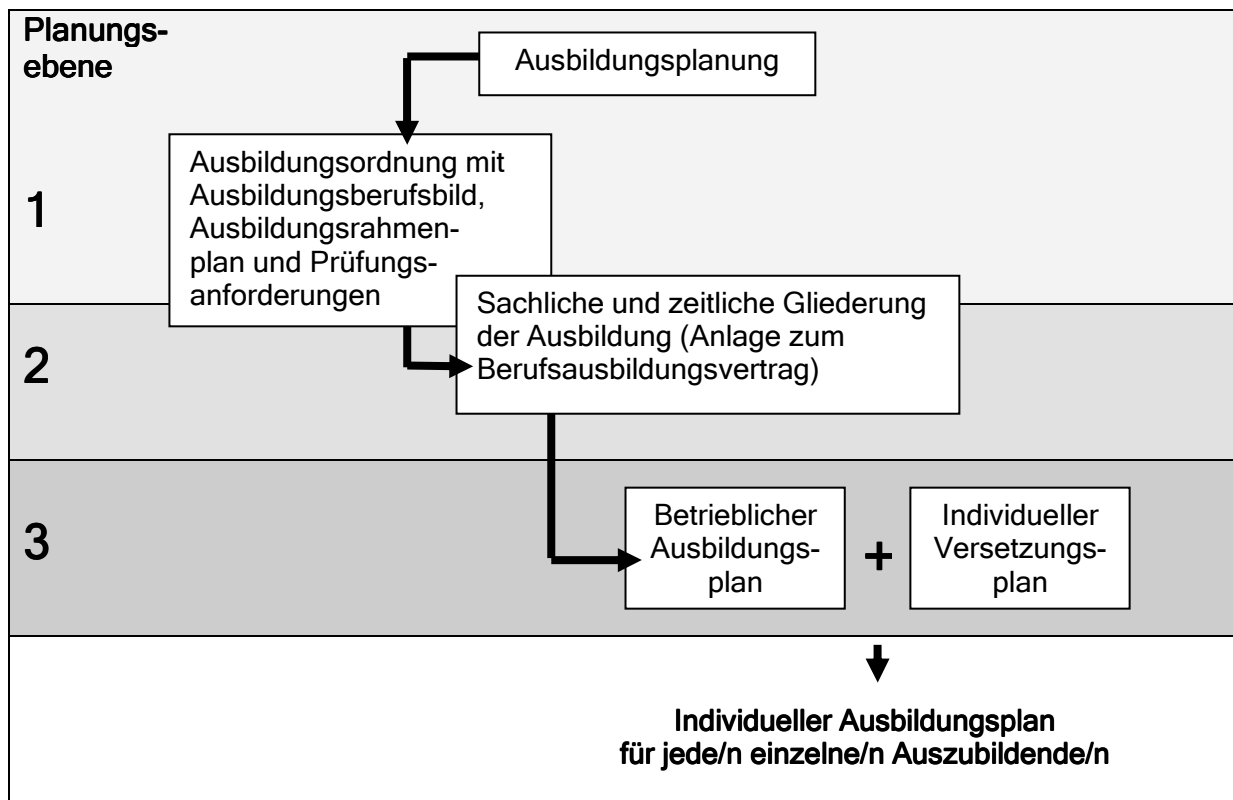 Planungs-
ebene
Ausbildungsplanung
1
Ausbildungsordnung mit
Ausbildungsberufsbild,
Ausbildungsrahmen-
plan und Prüfungs-
anforderungen
2
Sachliche und zeitliche Gliederung
der Ausbildung (Anlage zum
Berufsausbildungsvertrag)
3
Betrieblicher
Ausbildungs-
plan
+
Individueller
Versetzungs-
plan
Individueller Ausbildungsplan
für jede/n einzelne/n Auszubildende/n